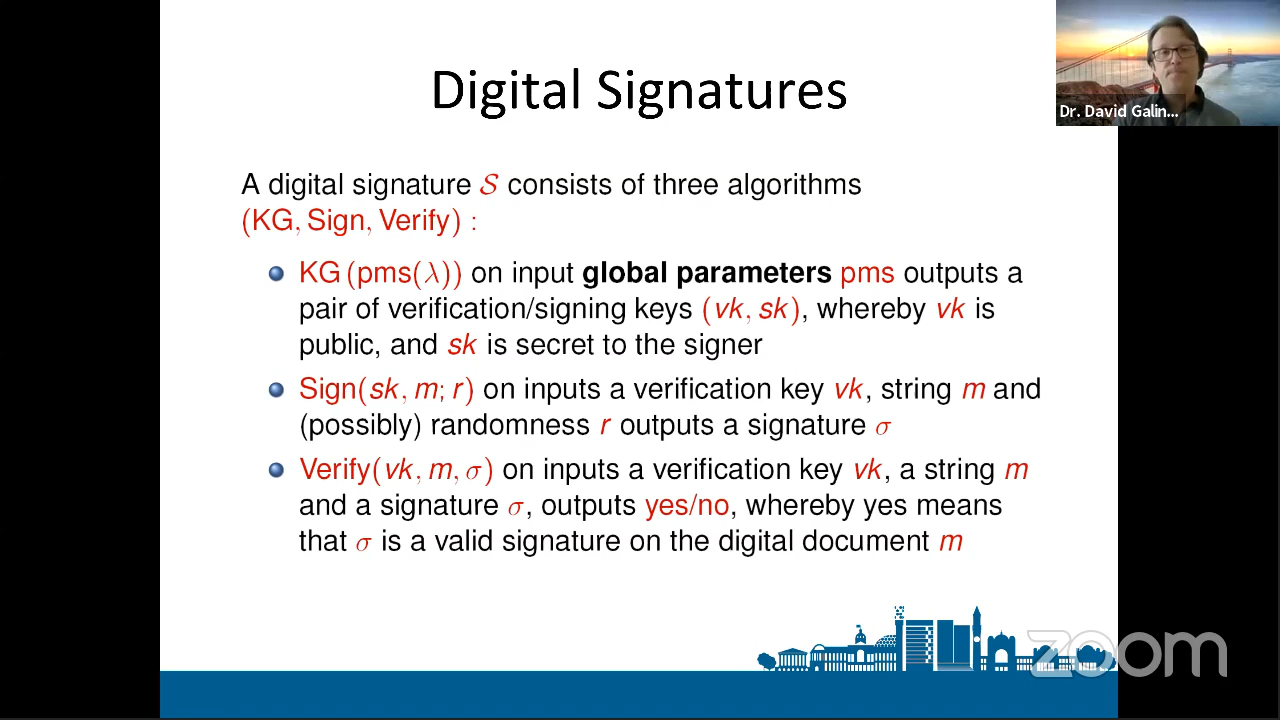 Digital Signatures
Dr. David Galin...
A digital signature 𝒮 consists of three algorithms
(KG, Sign, Verify) :
KG (pms(λ)) on input global parameters pms outputs a
pair of verification/signing keys (vk, sk), whereby vk is
public, and sk is secret to the signer
Sign(sk, m; r) on inputs a verification key vk, string m and
(possibly) randomness r outputs a signature σ
Verify(vk, m, σ) on inputs a verification key vk, a string m
and a signature σ, outputs yes/no, whereby yes means
that σ is a valid signature on the digital document m
zoom